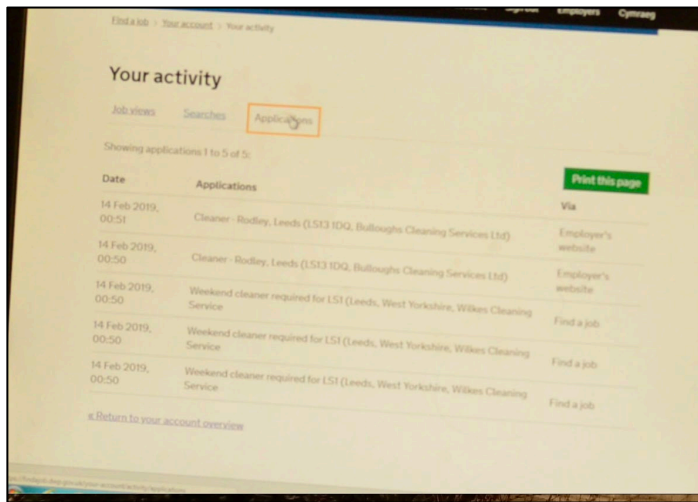 Employers Cymraeg
Find a job > Your account > Your activity
Your activity
Job views Searches Applications
Showing applications 1 to 5 of 5:
Print this page
Date Applications Via
14 Feb 2019, 00:51 Cleaner - Rodley, Leeds (LS13 1DQ, Bulloughs Cleaning Services Ltd) Employer's website
14 Feb 2019, 00:50 Cleaner - Rodley, Leeds (LS13 1DQ, Bulloughs Cleaning Services Ltd) Employer's website
14 Feb 2019, 00:50 Weekend cleaner required for LS1 (Leeds, West Yorkshire, Wilkes Cleaning Service Find a job
14 Feb 2019, 00:50 Weekend cleaner required for LS1 (Leeds, West Yorkshire, Wilkes Cleaning Service Find a job
14 Feb 2019, 00:50 Weekend cleaner required for LS1 (Leeds, West Yorkshire, Wilkes Cleaning Service Find a job
« Return to your account overview